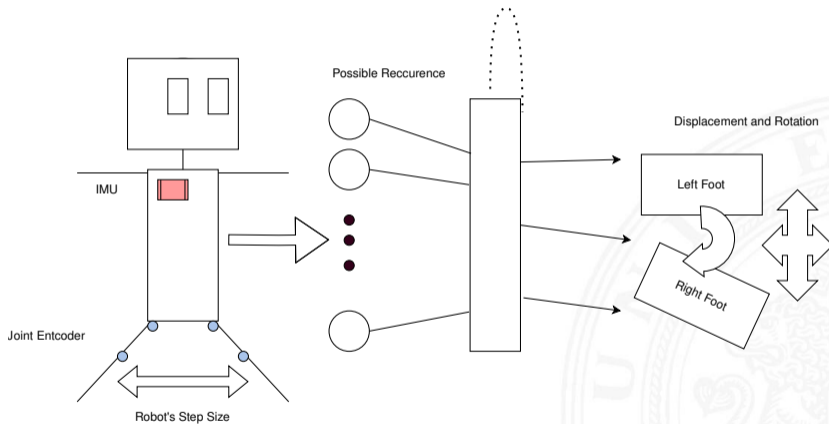 Possible Reccurence
Displacement and Rotation
IMU
Left Foot
Right Foot
Joint Entcoder
Robot's Step Size